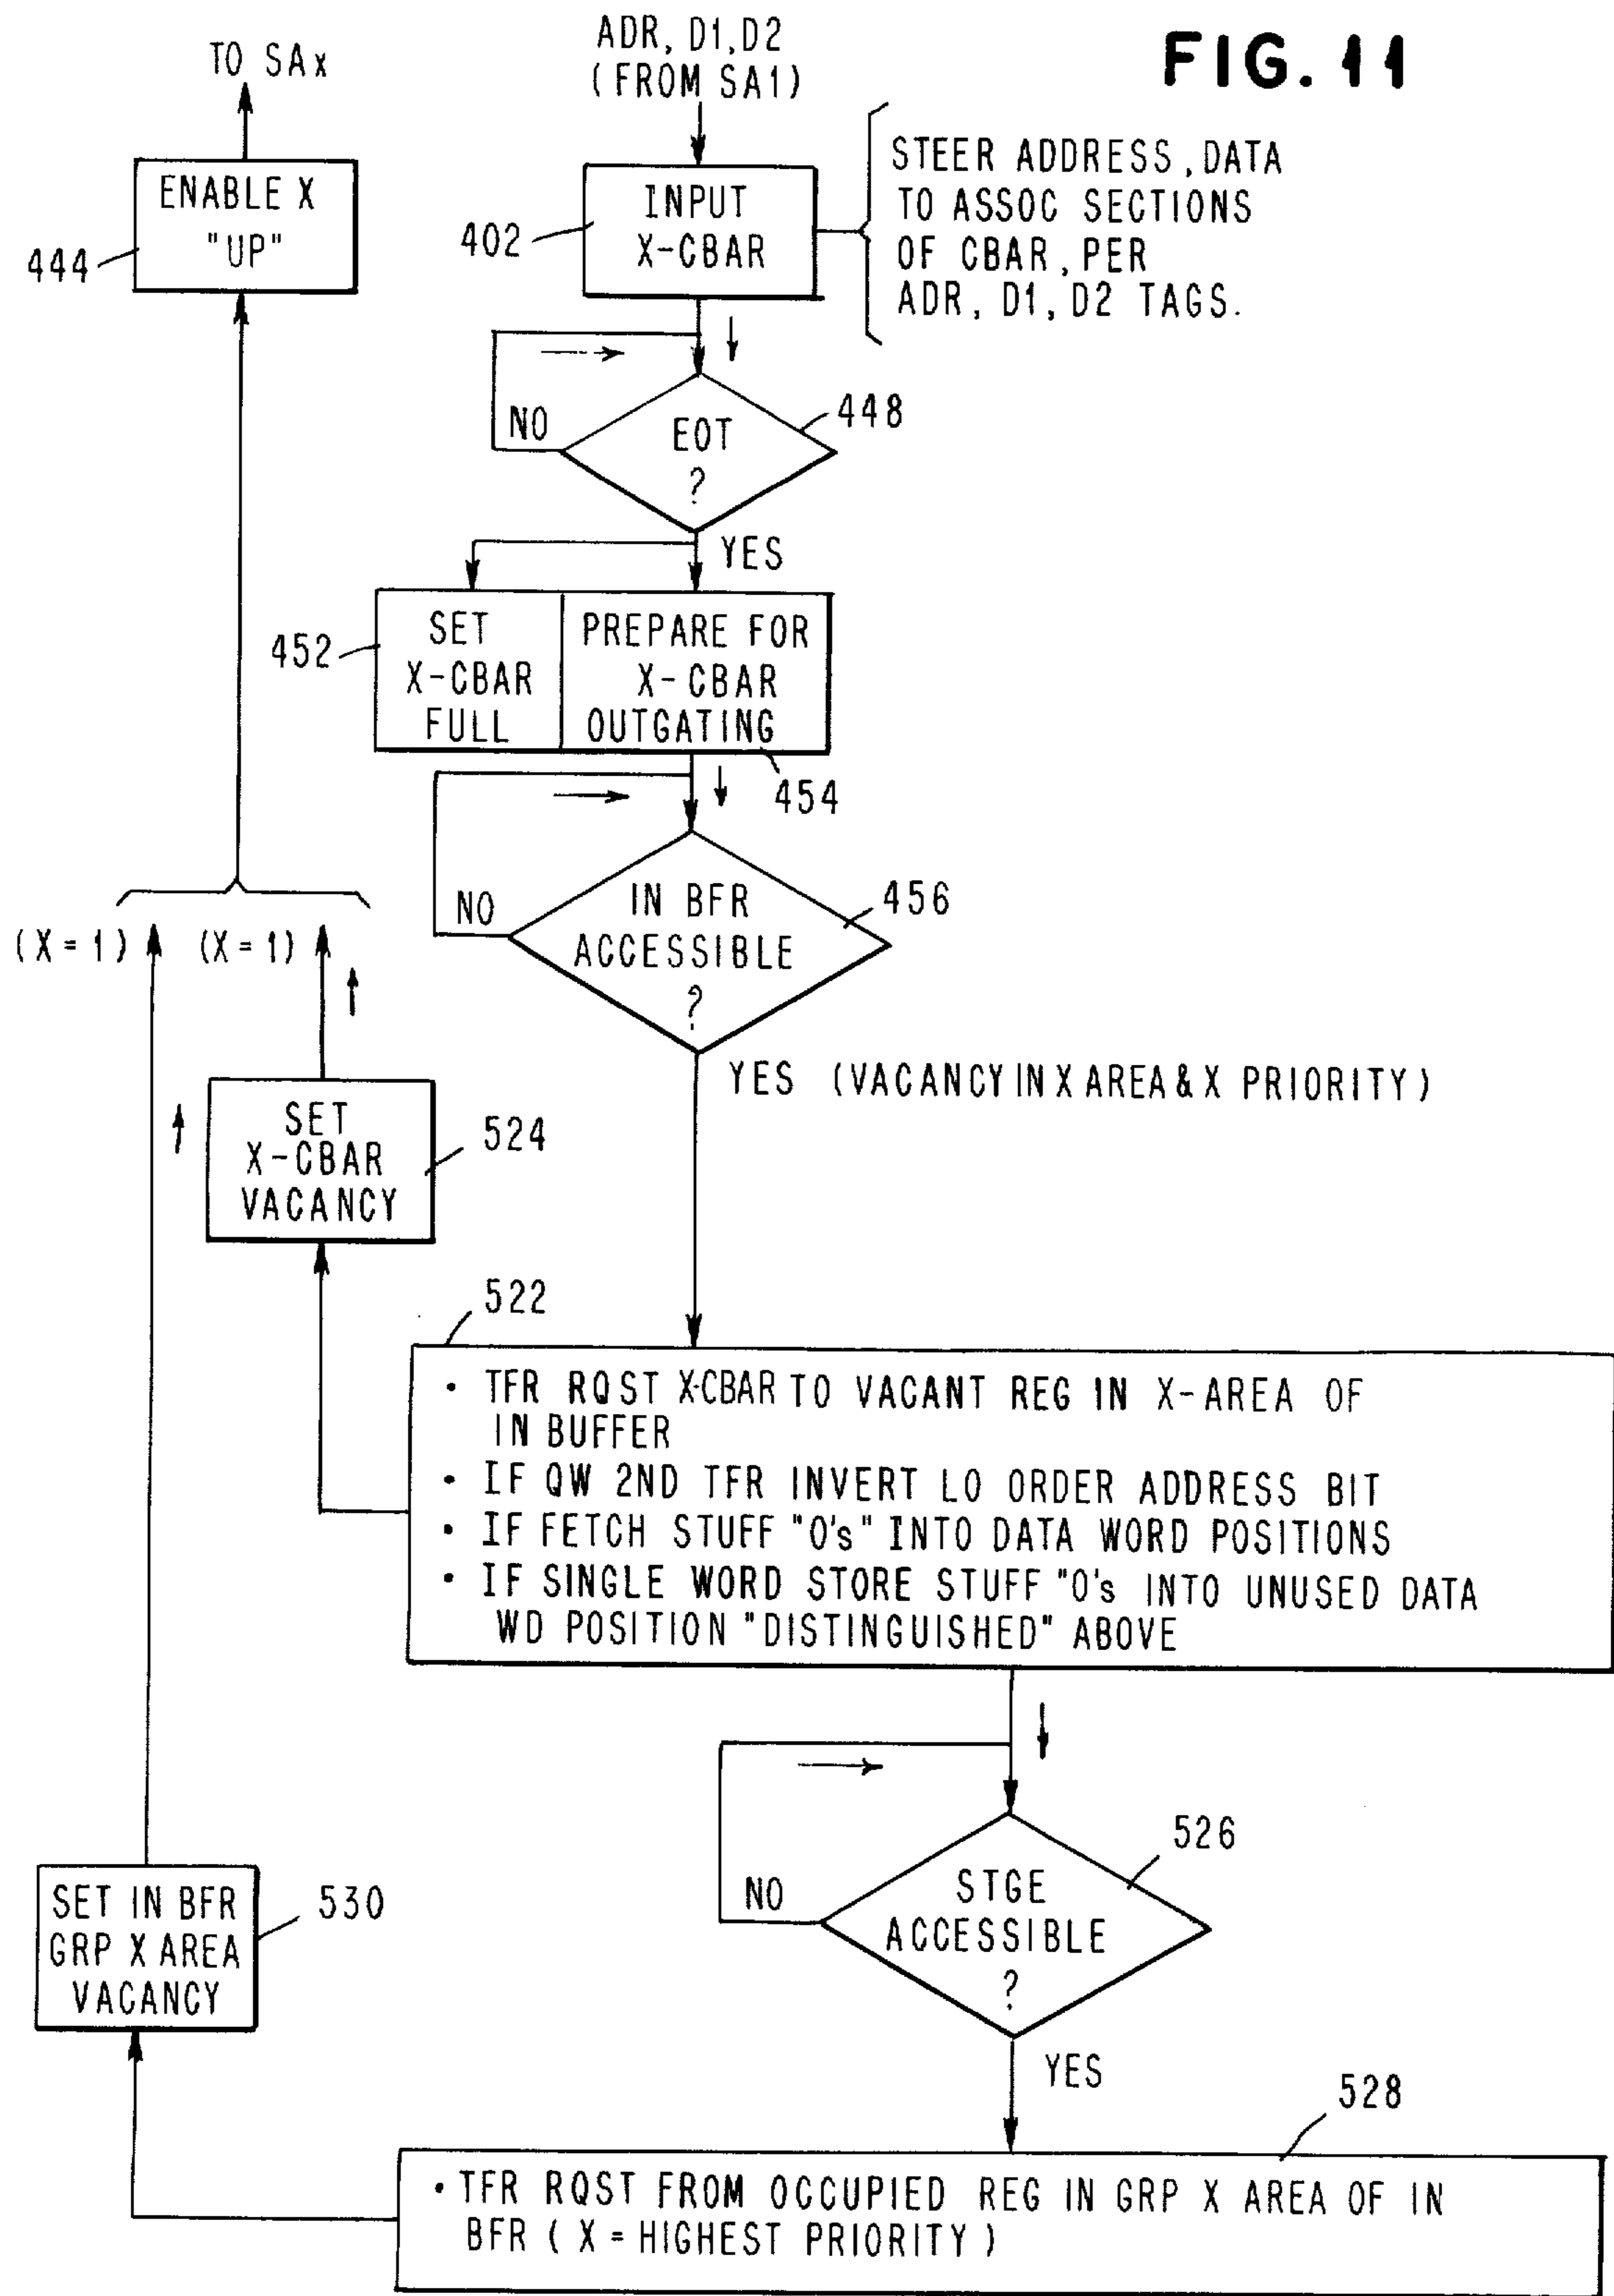 FIG. 11
TO SAx
ADR, D1, D2
(FROM SA1)
ENABLE X
"UP"
444
INPUT
X-CBAR
402
STEER ADDRESS, DATA
TO ASSOC SECTIONS
OF CBAR, PER
ADR, D1, D2 TAGS.
NO
EOT
?
448
YES
452
SET
X-CBAR
FULL
PREPARE FOR
X-CBAR
OUTGATING
454
NO
IN BFR
ACCESSIBLE
?
456
(X=1)
(X=1)
YES (VACANCY IN X AREA & X PRIORITY)
SET
X-CBAR
VACANCY
524
522
• TFR RQST X-CBAR TO VACANT REG IN X-AREA OF
IN BUFFER
• IF QW 2ND TFR INVERT LO ORDER ADDRESS BIT
• IF FETCH STUFF "0's" INTO DATA WORD POSITIONS
• IF SINGLE WORD STORE STUFF "0's INTO UNUSED DATA
WD POSITION "DISTINGUISHED" ABOVE
NO
STGE
ACCESSIBLE
?
526
YES
SET IN BFR
GRP X AREA
VACANCY
530
528
• TFR RQST FROM OCCUPIED REG IN GRP X AREA OF IN
BFR (X = HIGHEST PRIORITY)